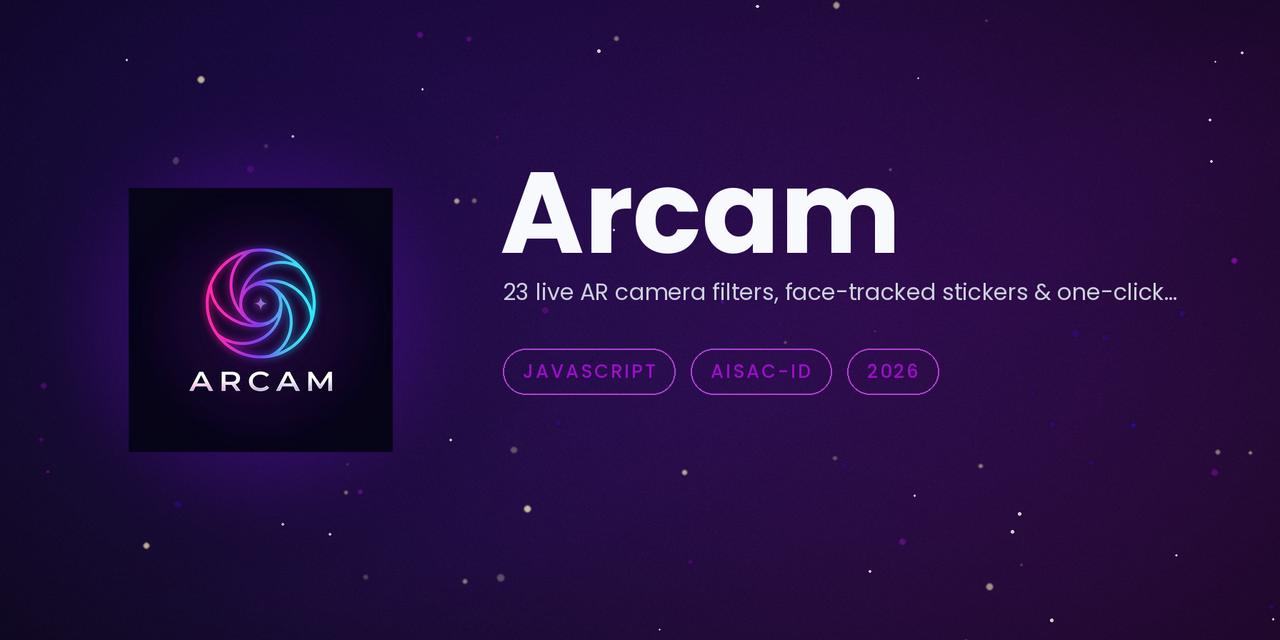 ARCAM
Arcam
23 live AR camera filters, face-tracked stickers & one-click...
JAVASCRIPT AISAC-ID 2026